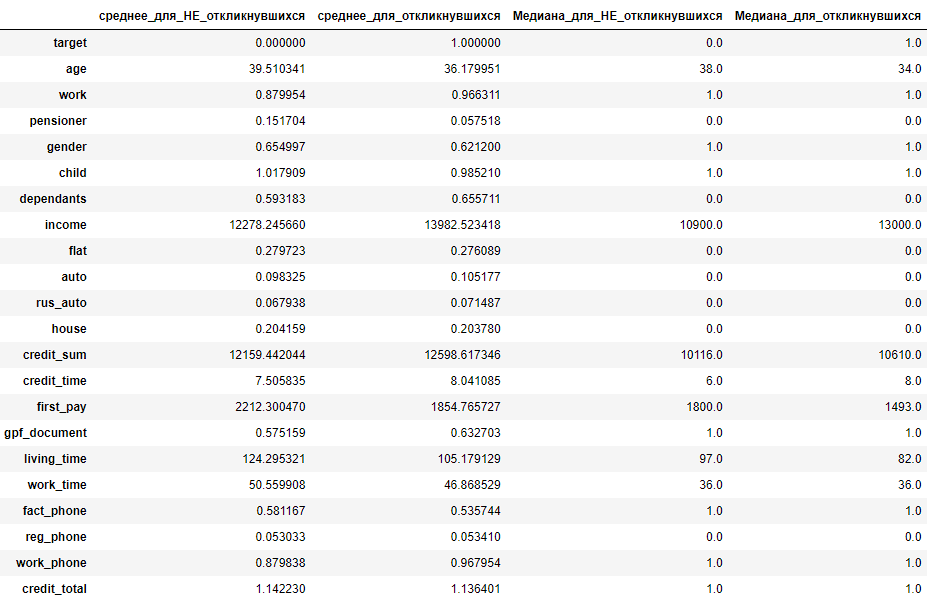 среднее_для_НЕ_откликнувшихся среднее_для_откликнувшихся Медиана_для_НЕ_откликнувшихся Медиана_для_откликнувшихся
target 0.000000 1.000000 0.0 1.0
age 39.510341 36.179951 38.0 34.0
work 0.879954 0.966311 1.0 1.0
pensioner 0.151704 0.057518 0.0 0.0
gender 0.654997 0.621200 1.0 1.0
child 1.017909 0.985210 1.0 1.0
dependants 0.593183 0.655711 0.0 0.0
income 12278.245660 13982.523418 10900.0 13000.0
flat 0.279723 0.276089 0.0 0.0
auto 0.098325 0.105177 0.0 0.0
rus_auto 0.067938 0.071487 0.0 0.0
house 0.204159 0.203780 0.0 0.0
credit_sum 12159.442044 12598.617346 10116.0 10610.0
credit_time 7.505835 8.041085 6.0 8.0
first_pay 2212.300470 1854.765727 1800.0 1493.0
gpf_document 0.575159 0.632703 1.0 1.0
living_time 124.295321 105.179129 97.0 82.0
work_time 50.559908 46.868529 36.0 36.0
fact_phone 0.581167 0.535744 1.0 1.0
reg_phone 0.053033 0.053410 0.0 0.0
work_phone 0.879838 0.967954 1.0 1.0
credit_total 1.142230 1.136401 1.0 1.0